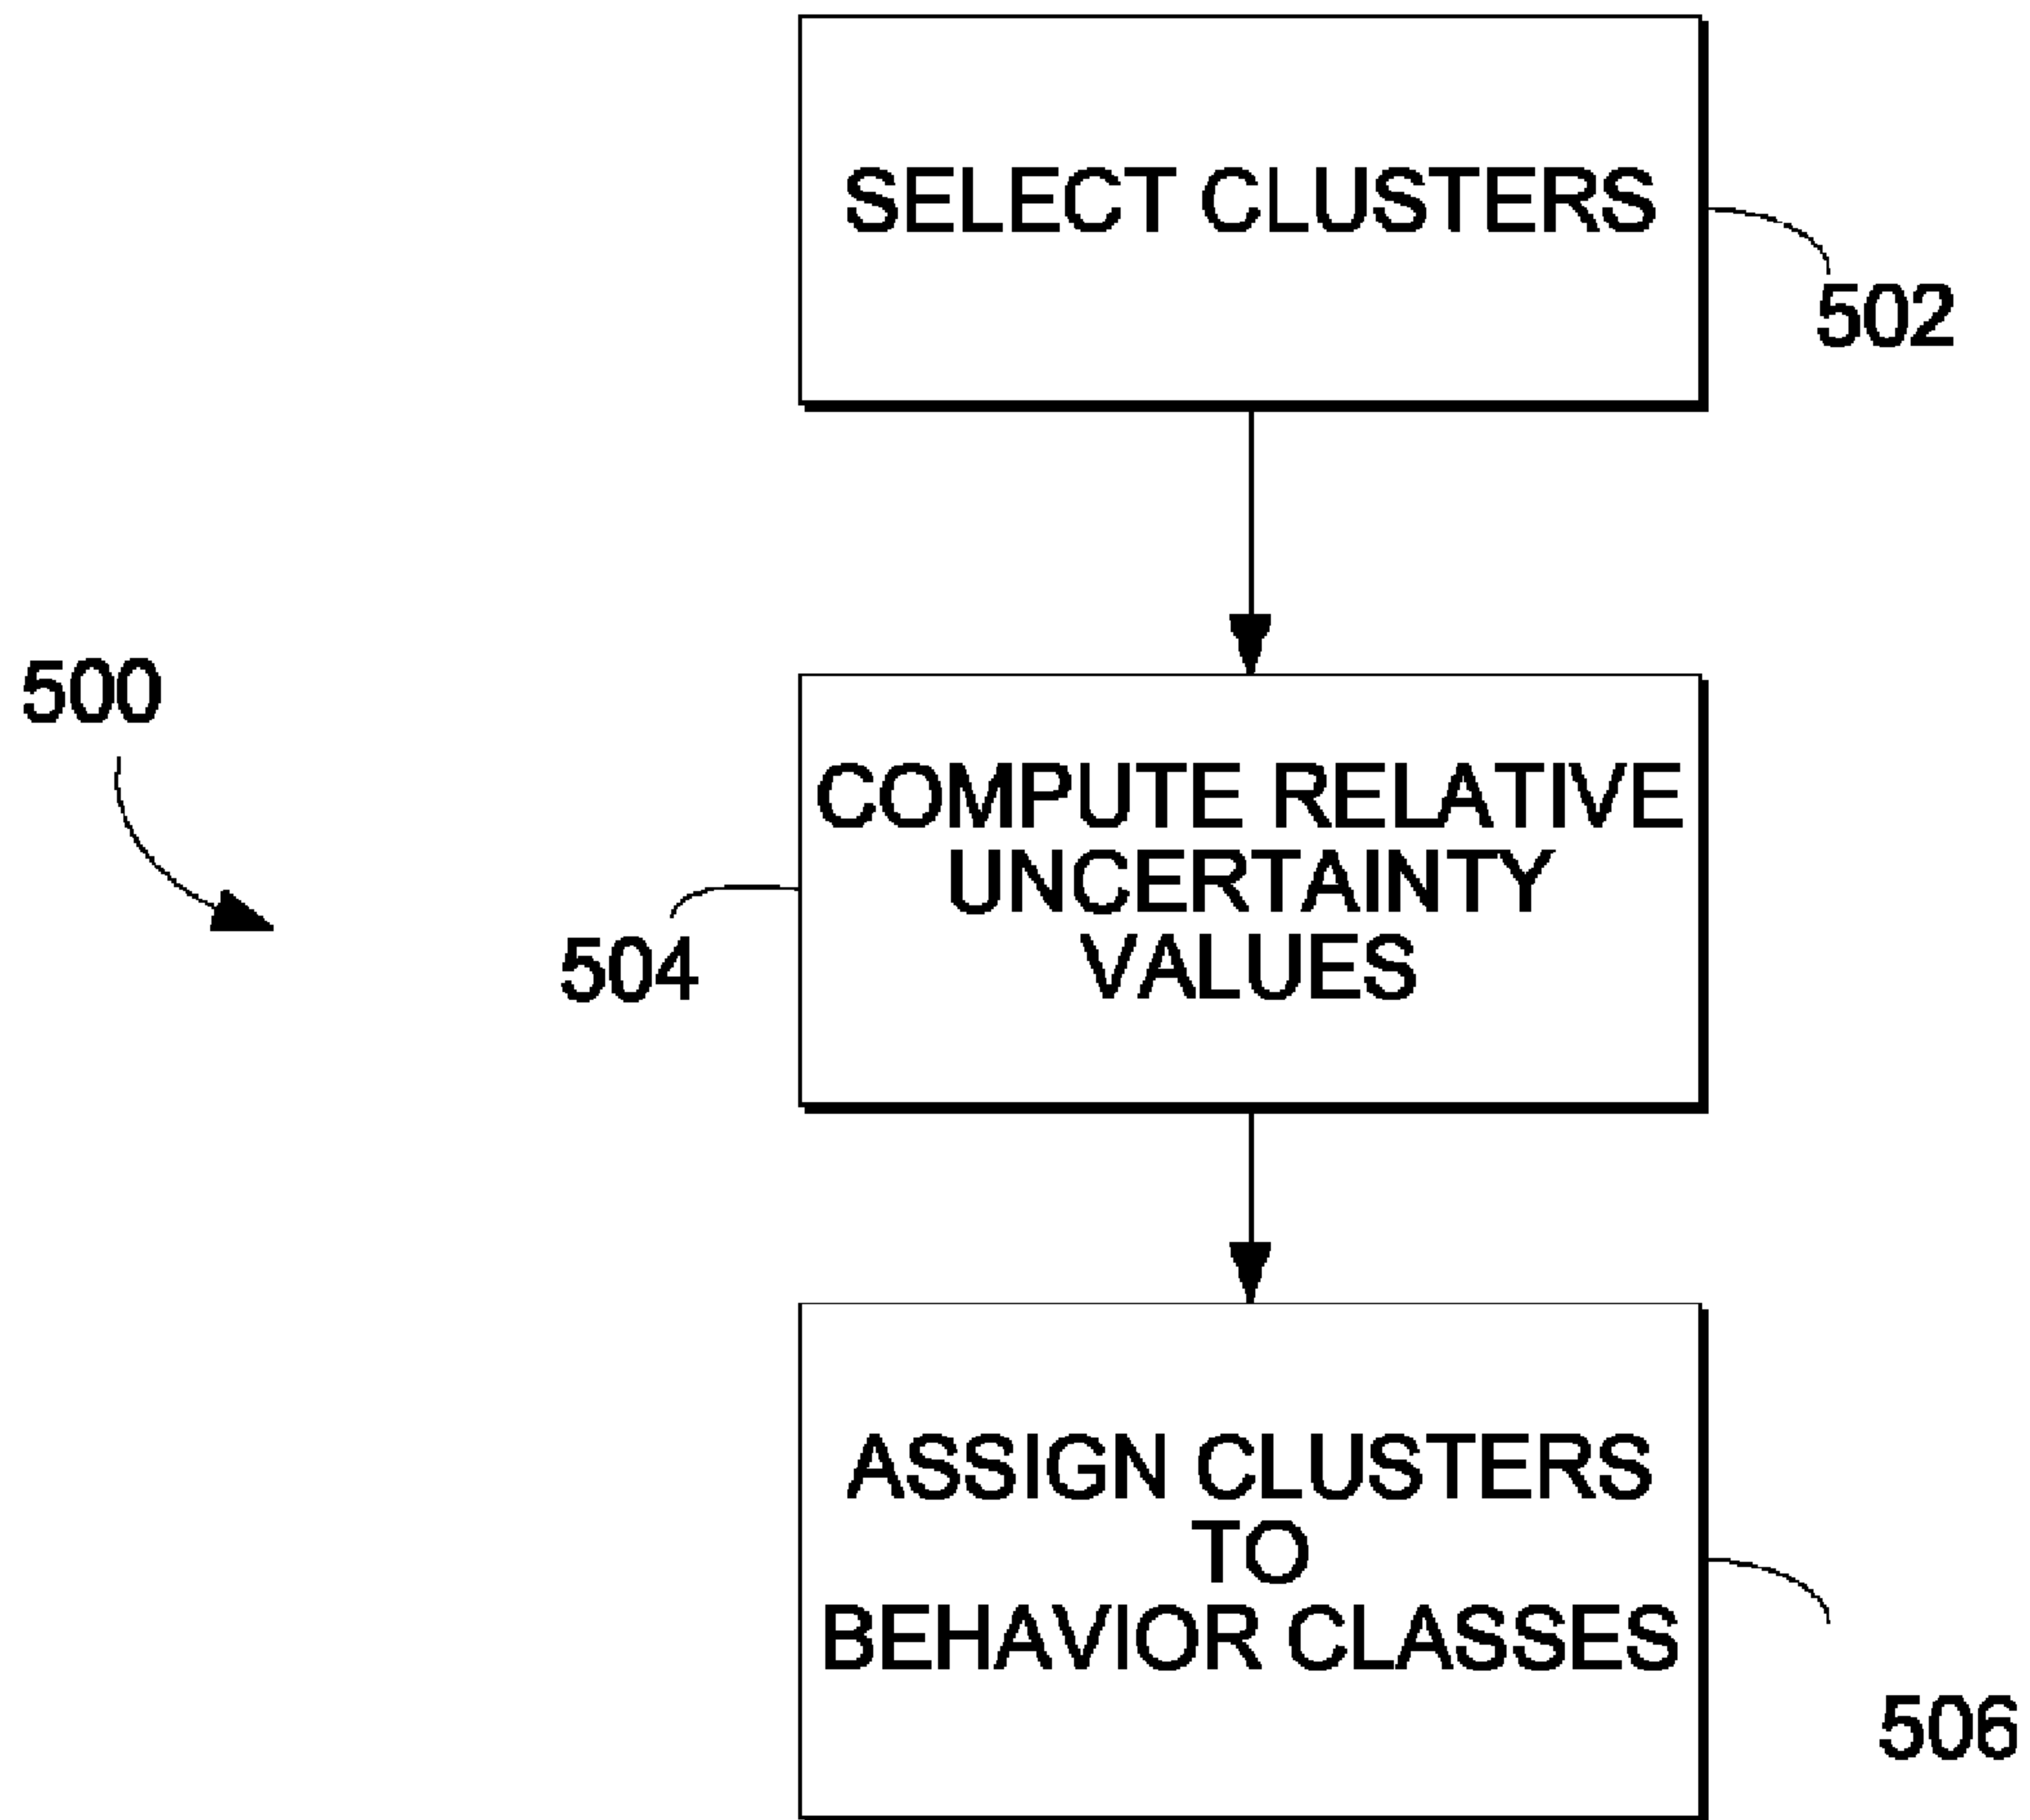 SELECT CLUSTERS
502
500
COMPUTE RELATIVE
UNCERTAINTY
VALUES
504
ASSIGN CLUSTERS
TO
BEHAVIOR CLASSES
506